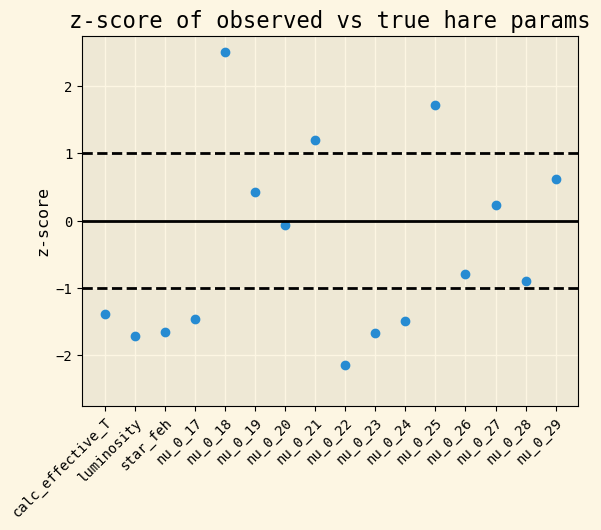 z-score of observed vs true hare params
z-score
2
1
0
−1
−2
calc_effective_T
luminosity
star_feh
nu_0_17
nu_0_18
nu_0_19
nu_0_20
nu_0_21
nu_0_22
nu_0_23
nu_0_24
nu_0_25
nu_0_26
nu_0_27
nu_0_28
nu_0_29